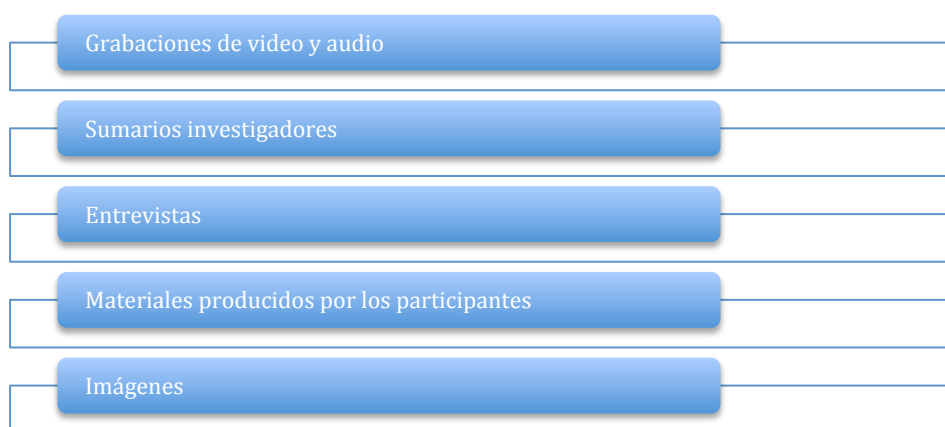 Grabaciones de video y audio
Sumarios investigadores
Entrevistas
Materiales producidos por los participantes
Imágenes